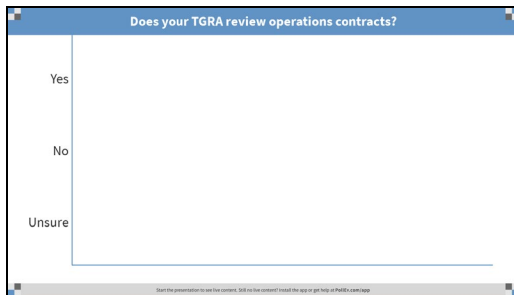 Does your TGRA review operations contracts?
Yes
No
Unsure
Start the presentation to see live content. Still no live content? Install the app or get help at PollEv.com/app